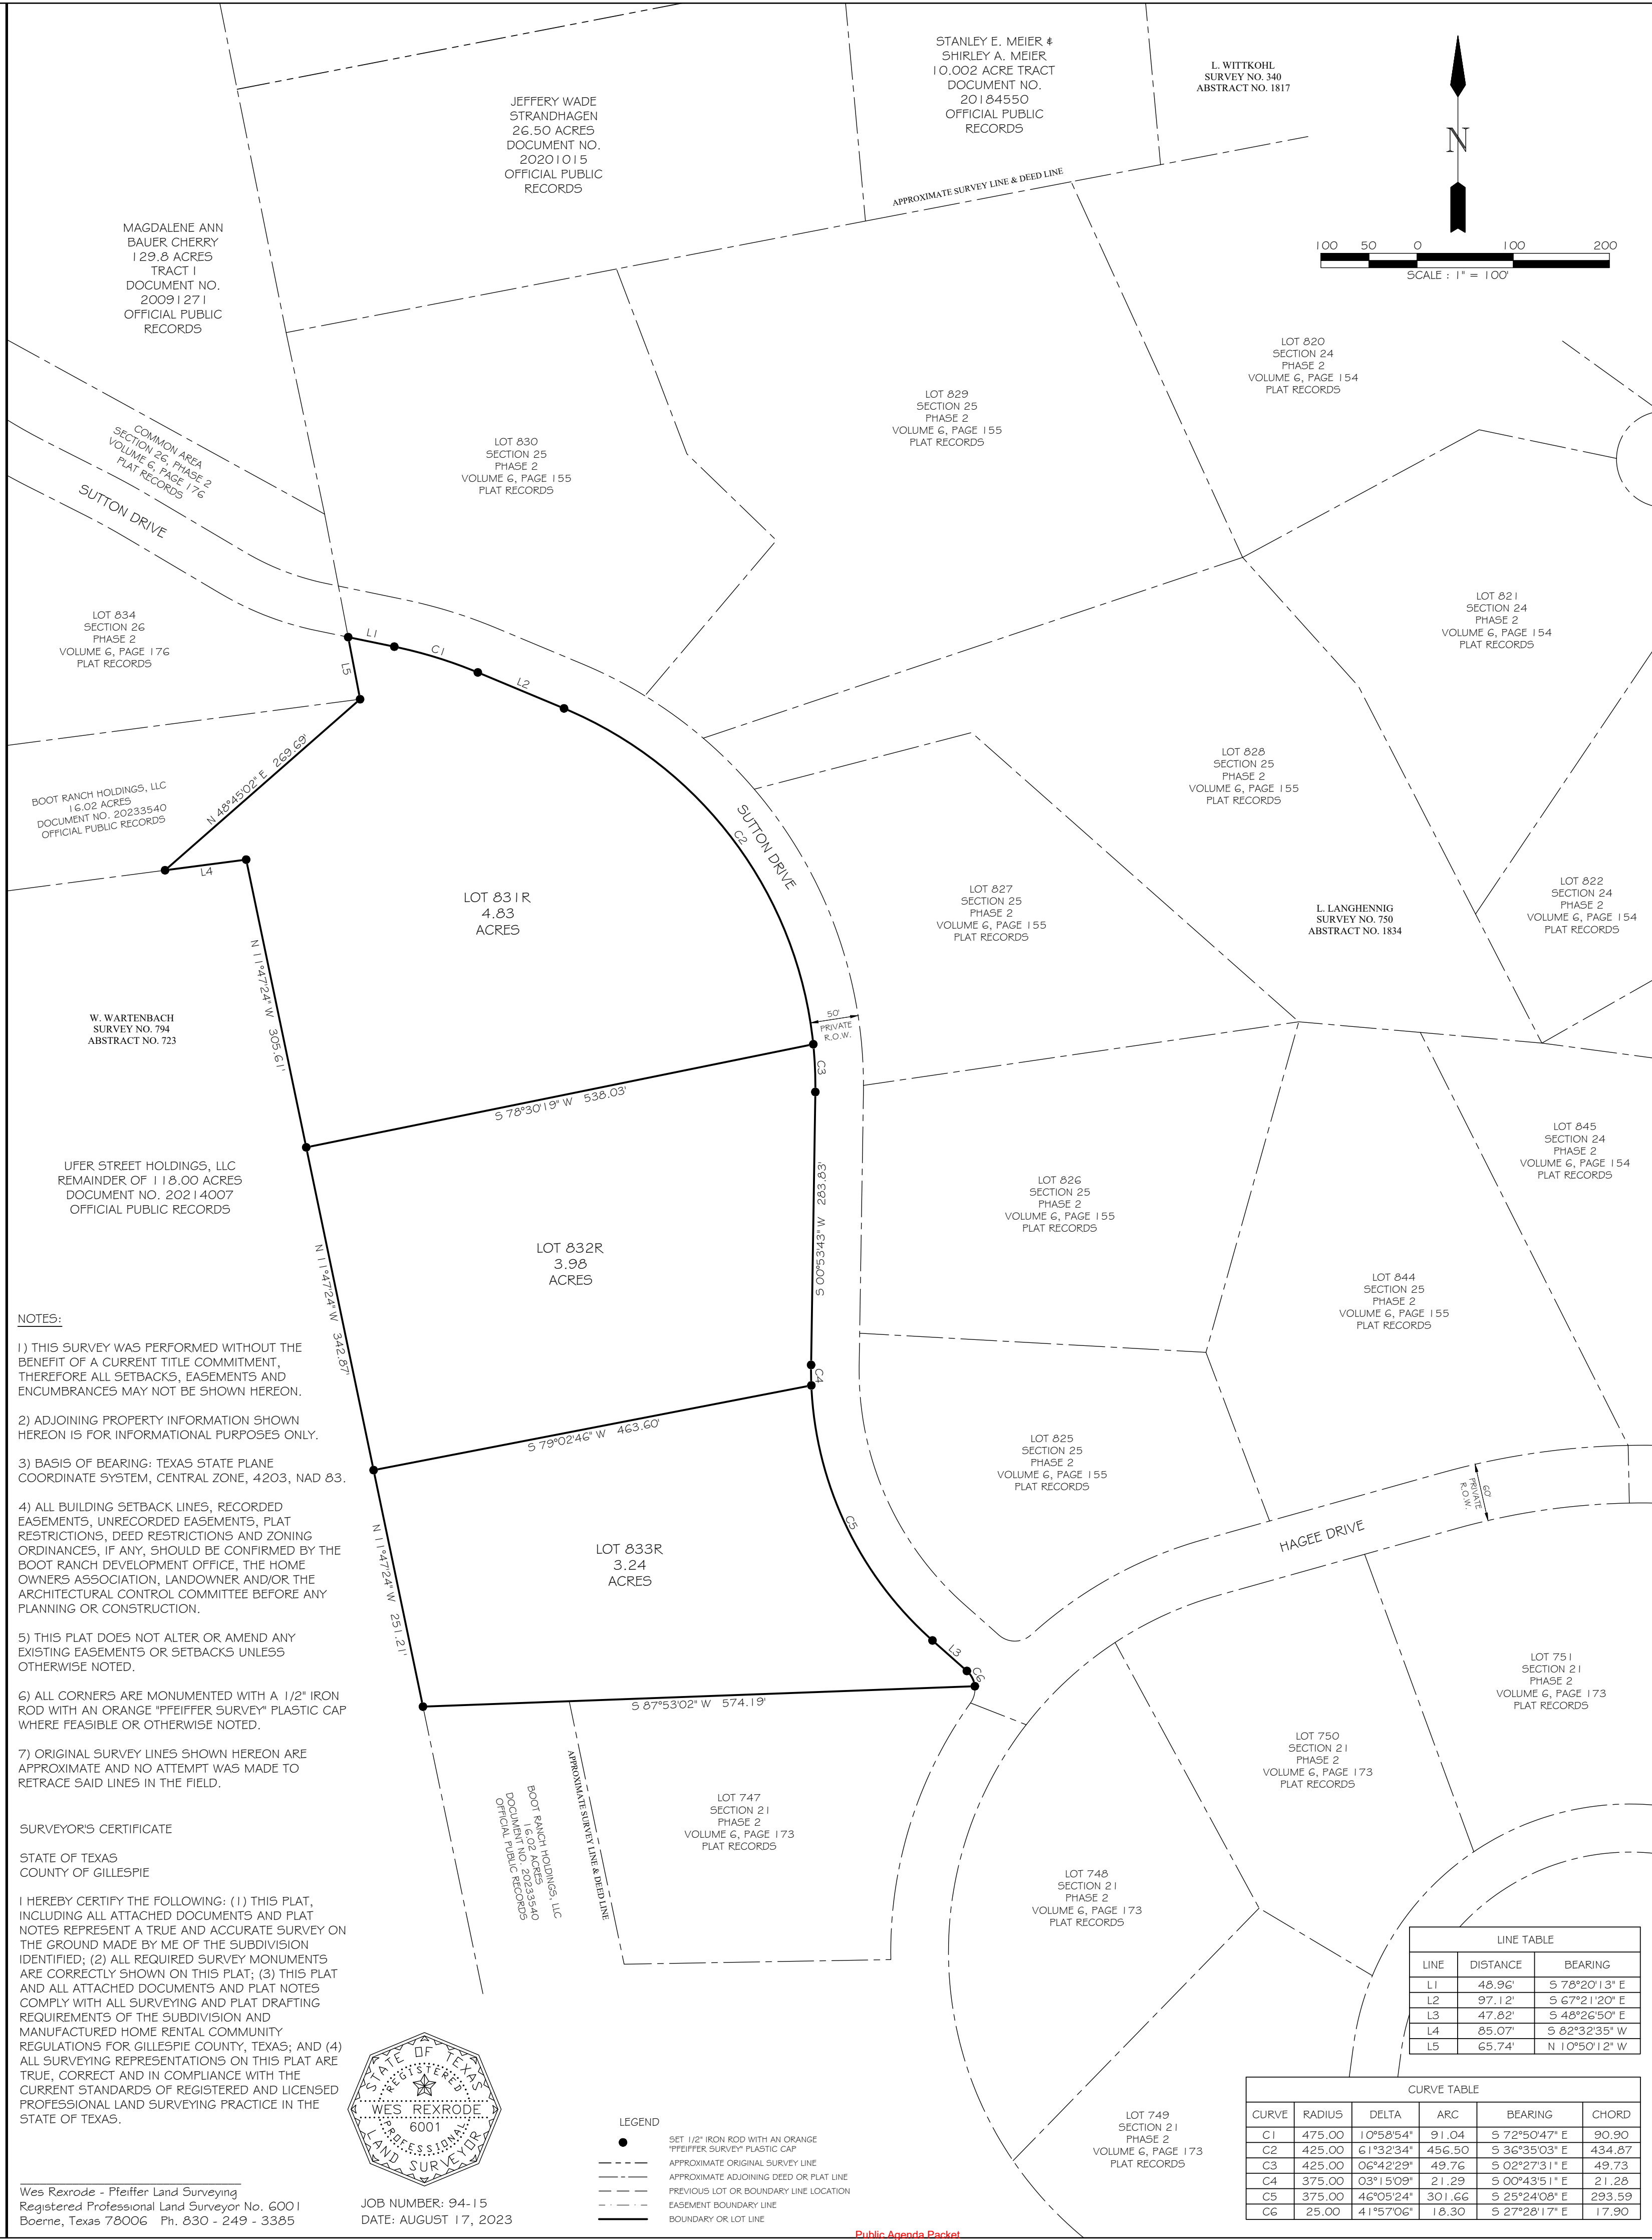 STANLEY E. MEIER &
SHIRLEY A. MEIER
10.002 ACRE TRACT
DOCUMENT NO.
20184550
OFFICIAL PUBLIC
RECORDS
L. WITTKOHL
SURVEY NO. 340
ABSTRACT NO. 1817
N
100 50 0 100 200
SCALE : 1" = 100'
JEFFERY WADE
STRANDHAGEN
26.50 ACRES
DOCUMENT NO.
20201015
OFFICIAL PUBLIC
RECORDS
APPROXIMATE SURVEY LINE & DEED LINE
MAGDALENE ANN
BAUER CHERRY
129.8 ACRES
TRACT 1
DOCUMENT NO.
20091271
OFFICIAL PUBLIC
RECORDS
LOT 820
SECTION 24
PHASE 2
VOLUME 6, PAGE 154
PLAT RECORDS
LOT 829
SECTION 25
PHASE 2
VOLUME 6, PAGE 155
PLAT RECORDS
LOT 830
SECTION 25
PHASE 2
VOLUME 6, PAGE 155
PLAT RECORDS
COMMON AREA
SECTION 26, PHASE 2
VOLUME 6, PAGE 176
PLAT RECORDS
SUTTON DRIVE
LOT 834
SECTION 26
PHASE 2
VOLUME 6, PAGE 176
PLAT RECORDS
LOT 821
SECTION 24
PHASE 2
VOLUME 6, PAGE 154
PLAT RECORDS
L1
C1
L5
L2
N 48°45'02" E 269.69'
BOOT RANCH HOLDINGS, LLC
16.02 ACRES
DOCUMENT NO. 20233540
OFFICIAL PUBLIC RECORDS
L4
SUTTON DRIVE
C2
LOT 828
SECTION 25
PHASE 2
VOLUME 6, PAGE 155
PLAT RECORDS
LOT 827
SECTION 25
PHASE 2
VOLUME 6, PAGE 155
PLAT RECORDS
L. LANGHENNIG
SURVEY NO. 750
ABSTRACT NO. 1834
LOT 822
SECTION 24
PHASE 2
VOLUME 6, PAGE 154
PLAT RECORDS
LOT 831R
4.83
ACRES
N 11°47'24" W 305.61'
W. WARTENBACH
SURVEY NO. 794
ABSTRACT NO. 723
50'
PRIVATE
R.O.W.
C3
S 78°30'19" W 538.03'
LOT 845
SECTION 24
PHASE 2
VOLUME 6, PAGE 154
PLAT RECORDS
UFER STREET HOLDINGS, LLC
REMAINDER OF 118.00 ACRES
DOCUMENT NO. 20214007
OFFICIAL PUBLIC RECORDS
LOT 826
SECTION 25
PHASE 2
VOLUME 6, PAGE 155
PLAT RECORDS
S 00°53'43" W 283.83'
LOT 832R
3.98
ACRES
N 11°47'24" W 342.87'
LOT 844
SECTION 25
PHASE 2
VOLUME 6, PAGE 155
PLAT RECORDS
C4
S 79°02'46" W 463.60'
LOT 825
SECTION 25
PHASE 2
VOLUME 6, PAGE 155
PLAT RECORDS
60'
PRIVATE
R.O.W.
HAGEE DRIVE
C5
LOT 833R
3.24
ACRES
N 11°47'24" W 251.21'
L3
C6
S 87°53'02" W 574.19'
LOT 751
SECTION 21
PHASE 2
VOLUME 6, PAGE 173
PLAT RECORDS
LOT 750
SECTION 21
PHASE 2
VOLUME 6, PAGE 173
PLAT RECORDS
BOOT RANCH HOLDINGS, LLC
16.02 ACRES
DOCUMENT NO. 20233540
OFFICIAL PUBLIC RECORDS
APPROXIMATE SURVEY LINE & DEED LINE
LOT 747
SECTION 21
PHASE 2
VOLUME 6, PAGE 173
PLAT RECORDS
LOT 748
SECTION 21
PHASE 2
VOLUME 6, PAGE 173
PLAT RECORDS
LOT 749
SECTION 21
PHASE 2
VOLUME 6, PAGE 173
PLAT RECORDS
NOTES:
1) THIS SURVEY WAS PERFORMED WITHOUT THE
BENEFIT OF A CURRENT TITLE COMMITMENT,
THEREFORE ALL SETBACKS, EASEMENTS AND
ENCUMBRANCES MAY NOT BE SHOWN HEREON.
2) ADJOINING PROPERTY INFORMATION SHOWN
HEREON IS FOR INFORMATIONAL PURPOSES ONLY.
3) BASIS OF BEARING: TEXAS STATE PLANE
COORDINATE SYSTEM, CENTRAL ZONE, 4203, NAD 83.
4) ALL BUILDING SETBACK LINES, RECORDED
EASEMENTS, UNRECORDED EASEMENTS, PLAT
RESTRICTIONS, DEED RESTRICTIONS AND ZONING
ORDINANCES, IF ANY, SHOULD BE CONFIRMED BY THE
BOOT RANCH DEVELOPMENT OFFICE, THE HOME
OWNERS ASSOCIATION, LANDOWNER AND/OR THE
ARCHITECTURAL CONTROL COMMITTEE BEFORE ANY
PLANNING OR CONSTRUCTION.
5) THIS PLAT DOES NOT ALTER OR AMEND ANY
EXISTING EASEMENTS OR SETBACKS UNLESS
OTHERWISE NOTED.
6) ALL CORNERS ARE MONUMENTED WITH A 1/2" IRON
ROD WITH AN ORANGE "PFEIFFER SURVEY" PLASTIC CAP
WHERE FEASIBLE OR OTHERWISE NOTED.
7) ORIGINAL SURVEY LINES SHOWN HEREON ARE
APPROXIMATE AND NO ATTEMPT WAS MADE TO
RETRACE SAID LINES IN THE FIELD.
SURVEYOR'S CERTIFICATE
STATE OF TEXAS
COUNTY OF GILLESPIE
I HEREBY CERTIFY THE FOLLOWING: (1) THIS PLAT,
INCLUDING ALL ATTACHED DOCUMENTS AND PLAT
NOTES REPRESENT A TRUE AND ACCURATE SURVEY ON
THE GROUND MADE BY ME OF THE SUBDIVISION
IDENTIFIED; (2) ALL REQUIRED SURVEY MONUMENTS
ARE CORRECTLY SHOWN ON THIS PLAT; (3) THIS PLAT
AND ALL ATTACHED DOCUMENTS AND PLAT NOTES
COMPLY WITH ALL SURVEYING AND PLAT DRAFTING
REQUIREMENTS OF THE SUBDIVISION AND
MANUFACTURED HOME RENTAL COMMUNITY
REGULATIONS FOR GILLESPIE COUNTY, TEXAS; AND (4)
ALL SURVEYING REPRESENTATIONS ON THIS PLAT ARE
TRUE, CORRECT AND IN COMPLIANCE WITH THE
CURRENT STANDARDS OF REGISTERED AND LICENSED
PROFESSIONAL LAND SURVEYING PRACTICE IN THE
STATE OF TEXAS.
Wes Rexrode - Pfeiffer Land Surveying
Registered Professional Land Surveyor No. 6001
Boerne, Texas 78006 Ph. 830 - 249 - 3385
STATE OF TEXAS
REGISTERED
WES REXRODE
6001
PROFESSIONAL
LAND SURVEYOR
JOB NUMBER: 94-15
DATE: AUGUST 17, 2023
LEGEND
SET 1/2" IRON ROD WITH AN ORANGE
"PFEIFFER SURVEY" PLASTIC CAP
APPROXIMATE ORIGINAL SURVEY LINE
APPROXIMATE ADJOINING DEED OR PLAT LINE
PREVIOUS LOT OR BOUNDARY LINE LOCATION
EASEMENT BOUNDARY LINE
BOUNDARY OR LOT LINE
LINE TABLE
LINE DISTANCE BEARING
L1 48.96' S 78°20'13" E
L2 97.12' S 67°21'20" E
L3 47.82' S 48°26'50" E
L4 85.07' S 82°32'35" W
L5 65.74' N 10°50'12" W
CURVE TABLE
CURVE RADIUS DELTA ARC BEARING CHORD
C1 475.00 10°58'54" 91.04 S 72°50'47" E 90.90
C2 425.00 61°32'34" 456.50 S 36°35'03" E 434.87
C3 425.00 06°42'29" 49.76 S 02°27'31" E 49.73
C4 375.00 03°15'09" 21.29 S 00°43'51" E 21.28
C5 375.00 46°05'24" 301.66 S 25°24'08" E 293.59
C6 25.00 41°57'06" 18.30 S 27°28'17" E 17.90
Public Agenda Packet